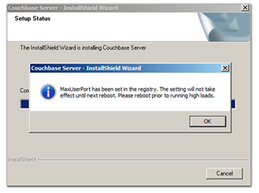 Couchbase Server - InstallShield Wizard
Setup Status
The InstallShield Wizard is installing Couchbase Server
Couchbase Server - InstallShield Wizard
MaxUserPort has been set in the registry. The setting will not take
effect until next reboot. Please reboot prior to running high loads.
OK
InstallShield
Cancel